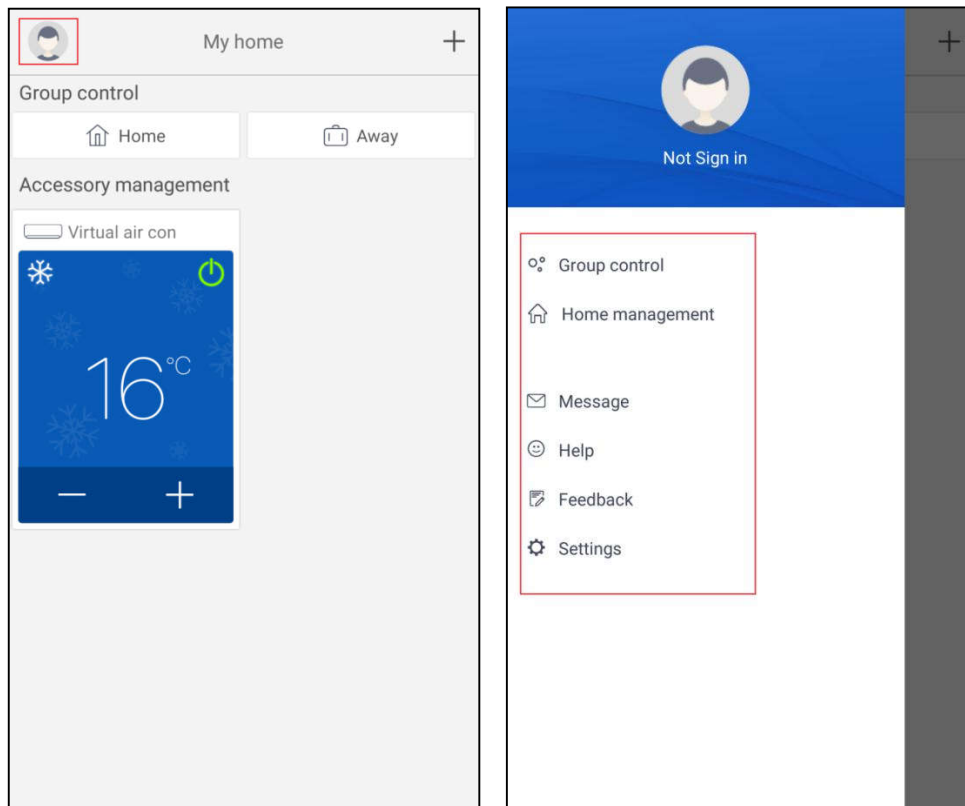 My home
Group control
Home
Away
Accessory management
Virtual air con
16°C
Not Sign in
Group control
Home management
Message
Help
Feedback
Settings